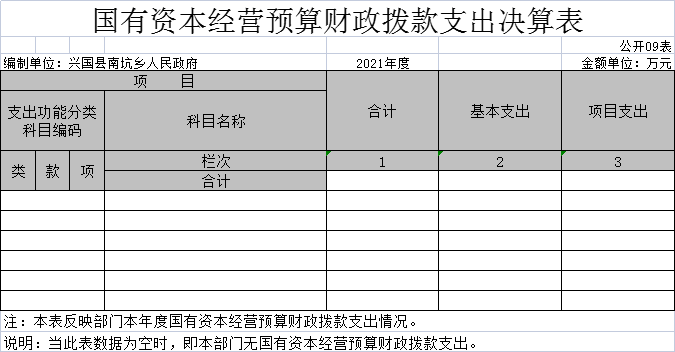 国有资本经营预算财政拨款支出决算表
公开09表
编制单位：兴国县南坑乡人民政府 2021年度 金额单位：万元
项 目 合计 基本支出 项目支出
支出功能分类科目编码 科目名称
类 款 项 栏次 1 2 3
合计
注：本表反映部门本年度国有资本经营预算财政拨款支出情况。
说明：当此表数据为空时，即本部门无国有资本经营预算财政拨款支出。